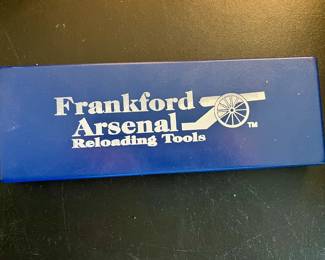 Frankford
Arsenal
Reloading Tools
TM